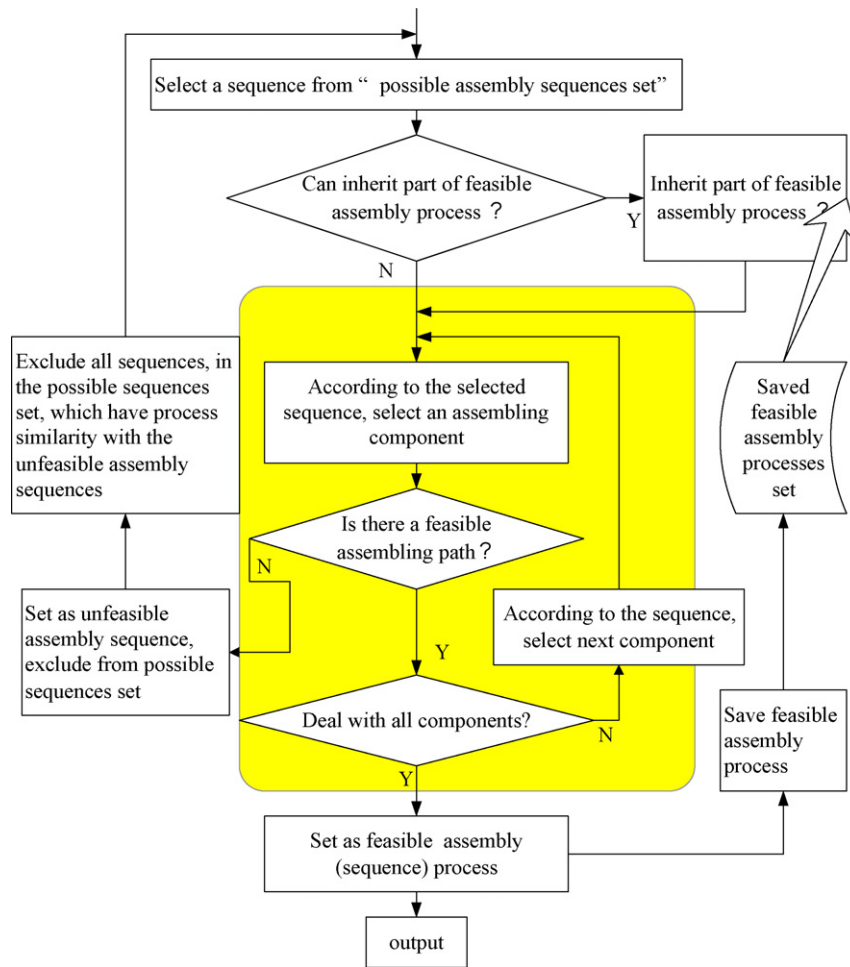 Select a sequence from “ possible assembly sequences set”
Can inherit part of feasible
assembly process ？
Y
N
Inherit part of feasible
assembly process ？
Exclude all sequences, in
the possible sequences
set, which have process
similarity with the
unfeasible assembly
sequences
According to the selected
sequence, select an assembling
component
Saved
feasible
assembly
processes
set
Is there a feasible
assembling path？
N
Y
Set as unfeasible
assembly sequence,
exclude from possible
sequences set
According to the sequence,
select next component
Deal with all components?
N
Y
Save feasible
assembly
process
Set as feasible assembly
(sequence) process
output